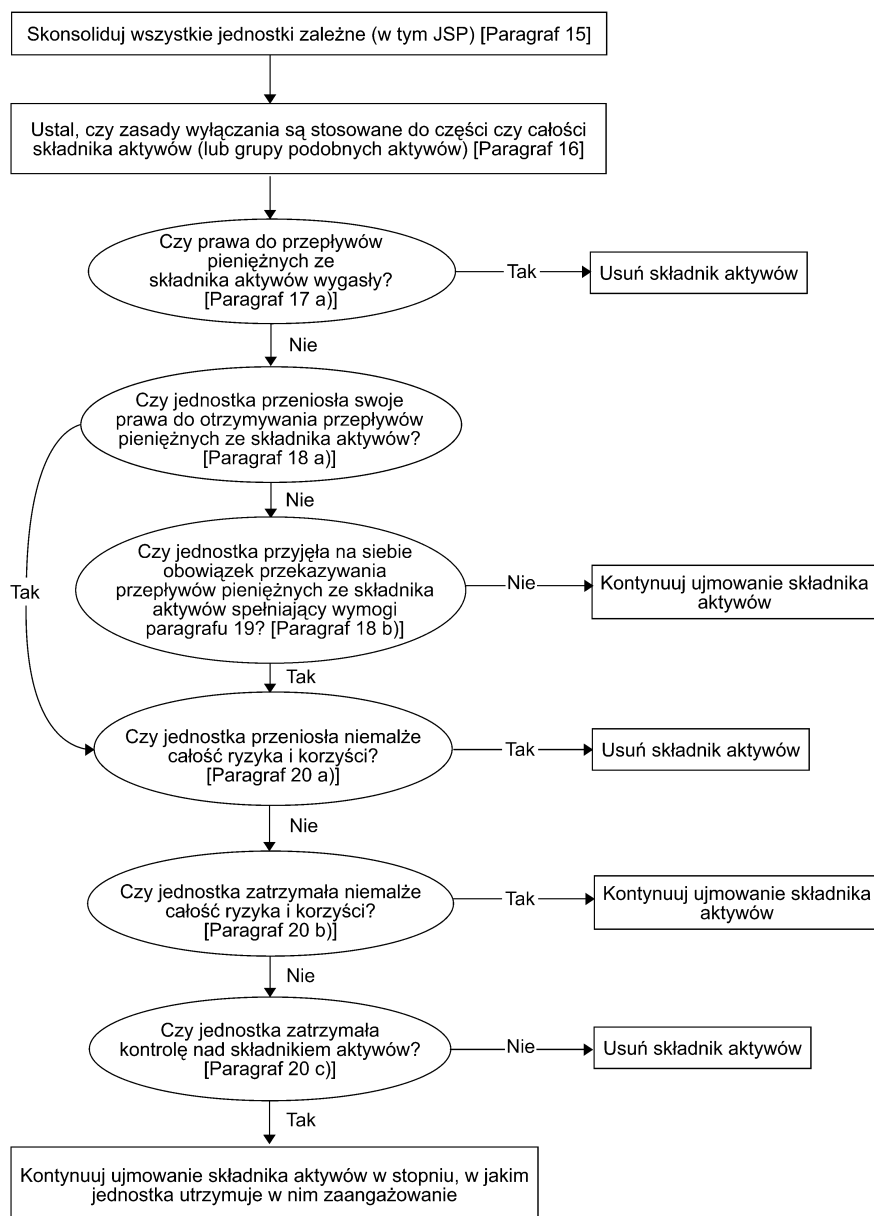 Skonsoliduj wszystkie jednostki zależne (w tym JSP) [Paragraf 15]
Ustal, czy zasady wyłączania są stosowane do części czy całości
składnika aktywów (lub grupy podobnych aktywów) [Paragraf 16]
Czy prawa do przepływów
pieniężnych ze
składnika aktywów wygasły?
[Paragraf 17 a)]
Tak
Usuń składnik aktywów
Nie
Czy jednostka przeniosła swoje
prawa do otrzymywania przepływów
pieniężnych ze składnika aktywów?
[Paragraf 18 a)]
Nie
Tak
Czy jednostka przyjęła na siebie
obowiązek przekazywania
przepływów pieniężnych ze składnika
aktywów spełniający wymogi
paragrafu 19? [Paragraf 18 b)]
Nie
Kontynuuj ujmowanie składnika
aktywów
Tak
Czy jednostka przeniosła niemalże
całość ryzyka i korzyści?
[Paragraf 20 a)]
Tak
Usuń składnik aktywów
Nie
Czy jednostka zatrzymała niemalże
całość ryzyka i korzyści?
[Paragraf 20 b)]
Tak
Kontynuuj ujmowanie składnika
aktywów
Nie
Czy jednostka zatrzymała
kontrolę nad składnikiem aktywów?
[Paragraf 20 c)]
Nie
Usuń składnik aktywów
Tak
Kontynuuj ujmowanie składnika aktywów w stopniu, w jakim
jednostka utrzymuje w nim zaangażowanie